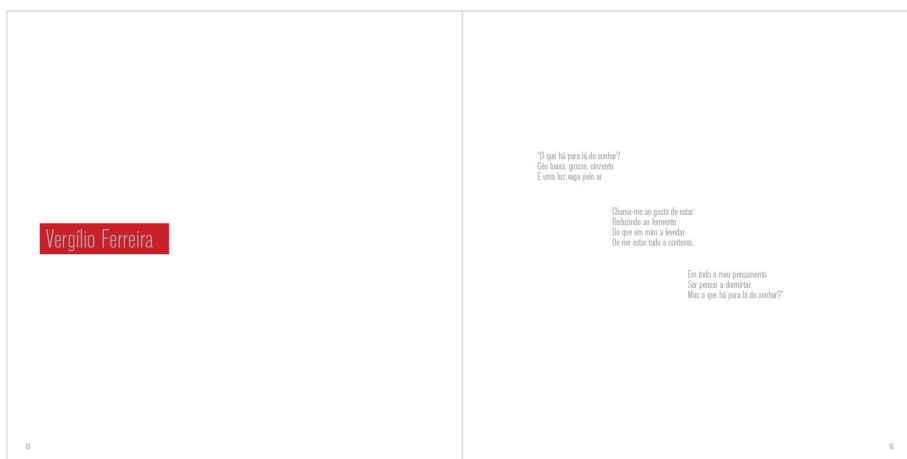 Vergílio Ferreira
"O que há para lá de sonhar?
Céu baixo, grosso, cinzento
E uma luz vaga pelo ar
Chama-me ao gosto de estar
Reduzindo ao fermento
Do que em mim a levedar
De me estar tudo a contento.
Em todo o meu pensamento
Ser pensar a dormirtar
Mas o que há para lá do sonhar?"